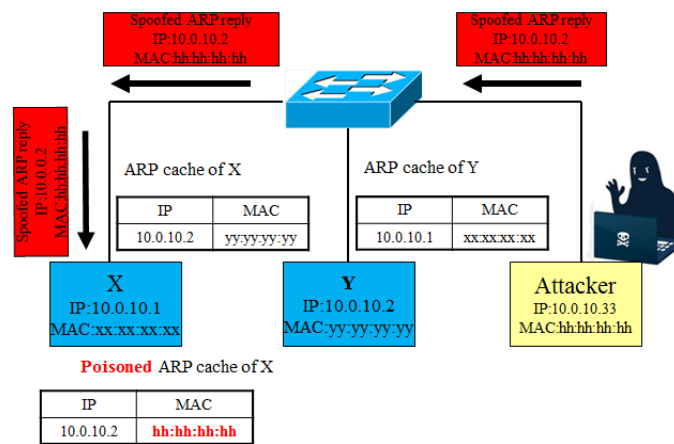 Spoofed ARP reply
IP:10.0.10.2
MAC:hh:hh:hh:hh
Spoofed ARP reply
IP:10.0.10.2
MAC:hh:hh:hh:hh
Spoofed ARP reply
IP:10.0.0.2
MAC:hh:hh:hh:hh
ARP cache of X
IP MAC
10.0.10.2 yy:yy:yy:yy
ARP cache of Y
IP MAC
10.0.10.1 xx:xx:xx:xx
X
IP:10.0.10.1
MAC:xx:xx:xx:xx
Y
IP:10.0.10.2
MAC:yy:yy:yy:yy
Attacker
IP:10.0.10.33
MAC:hh:hh:hh:hh
Poisoned ARP cache of X
IP MAC
10.0.10.2 hh:hh:hh:hh